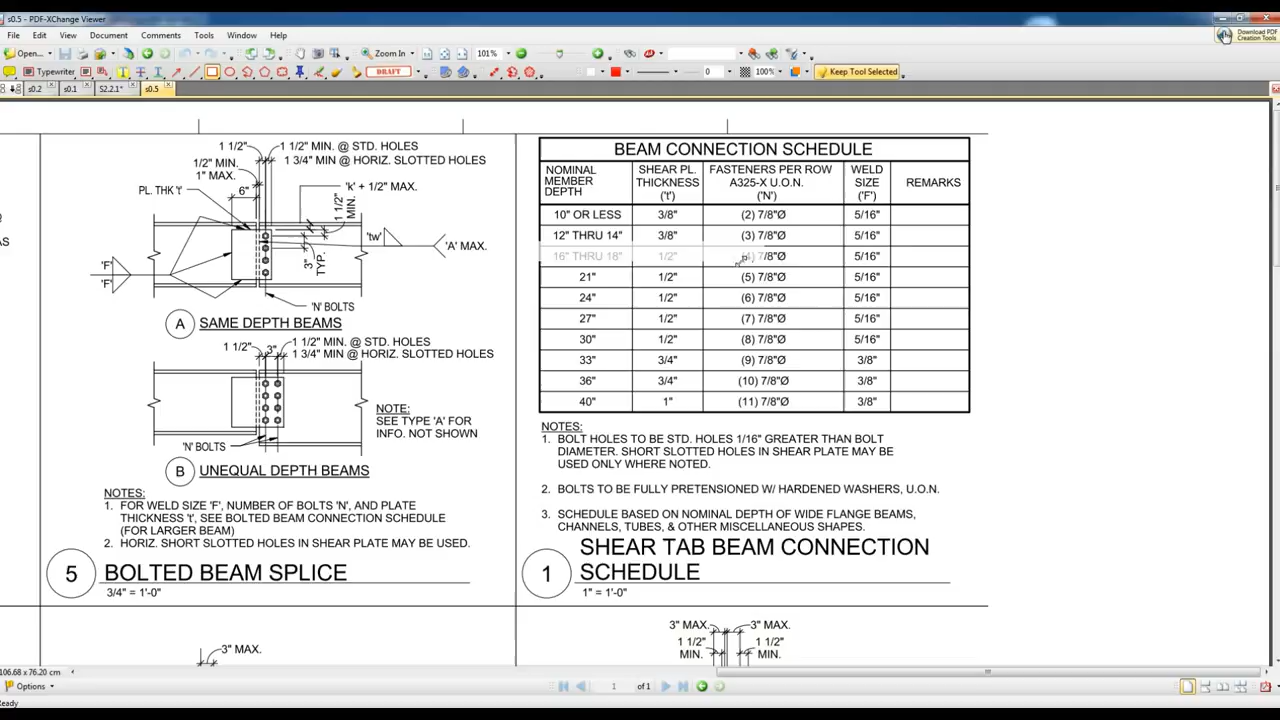 s0.5 - PDF-XChange Viewer
File Edit View Document Comments Tools Window Help
Download PDF
Creation Tools
Open... Zoom In 101%
Typewriter DRAFT 0 100% Keep Tool Selected
s0.2 s0.1 S2.2.1* s0.5
1 1/2" 1 1/2" MIN. @ STD. HOLES
1 3/4" MIN @ HORIZ. SLOTTED HOLES
1/2" MIN.
1" MAX.
PL. THK 't' 6"
'k' + 1/2" MAX.
1 1/2"
MIN.
'tw'
'A' MAX.
3"
TYP.
'F'
'F'
'N' BOLTS
A SAME DEPTH BEAMS
1 1/2" 3" 1 1/2" MIN. @ STD. HOLES
1 3/4" MIN @ HORIZ. SLOTTED HOLES
NOTE:
SEE TYPE 'A' FOR
INFO. NOT SHOWN
'N' BOLTS
B UNEQUAL DEPTH BEAMS
NOTES:
1. FOR WELD SIZE 'F', NUMBER OF BOLTS 'N', AND PLATE
THICKNESS 't', SEE BOLTED BEAM CONNECTION SCHEDULE
(FOR LARGER BEAM)
2. HORIZ. SHORT SLOTTED HOLES IN SHEAR PLATE MAY BE USED.
5 BOLTED BEAM SPLICE
3/4" = 1'-0"
3" MAX.
BEAM CONNECTION SCHEDULE
NOMINAL MEMBER DEPTH SHEAR PL. THICKNESS ('t') FASTENERS PER ROW A325-X U.O.N. ('N') WELD SIZE ('F') REMARKS
10" OR LESS 3/8" (2) 7/8"Ø 5/16"
12" THRU 14" 3/8" (3) 7/8"Ø 5/16"
16" THRU 18" 1/2" (4) 7/8"Ø 5/16"
21" 1/2" (5) 7/8"Ø 5/16"
24" 1/2" (6) 7/8"Ø 5/16"
27" 1/2" (7) 7/8"Ø 5/16"
30" 1/2" (8) 7/8"Ø 5/16"
33" 3/4" (9) 7/8"Ø 3/8"
36" 3/4" (10) 7/8"Ø 3/8"
40" 1" (11) 7/8"Ø 3/8"
NOTES:
1. BOLT HOLES TO BE STD. HOLES 1/16" GREATER THAN BOLT
DIAMETER. SHORT SLOTTED HOLES IN SHEAR PLATE MAY BE
USED ONLY WHERE NOTED.
2. BOLTS TO BE FULLY PRETENSIONED W/ HARDENED WASHERS, U.O.N.
3. SCHEDULE BASED ON NOMINAL DEPTH OF WIDE FLANGE BEAMS,
CHANNELS, TUBES, & OTHER MISCELLANEOUS SHAPES.
1 SHEAR TAB BEAM CONNECTION
SCHEDULE
1" = 1'-0"
3" MAX. 3" MAX.
1 1/2" 1 1/2"
MIN. MIN.
106.68 x 76.20 cm
Options 1 of 1
Ready